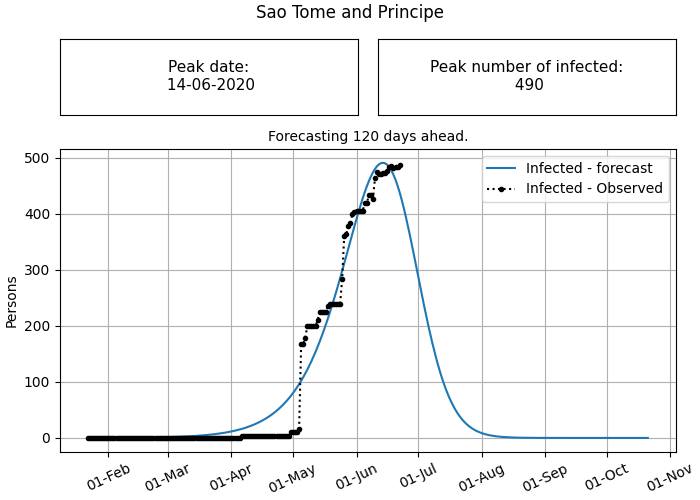 Sao Tome and Principe
Peak date:
14-06-2020
Peak number of infected:
490
Forecasting 120 days ahead.
Infected - forecast
Infected - Observed
Persons
500
400
300
200
100
0
01-Feb
01-Mar
01-Apr
01-May
01-Jun
01-Jul
01-Aug
01-Sep
01-Oct
01-Nov